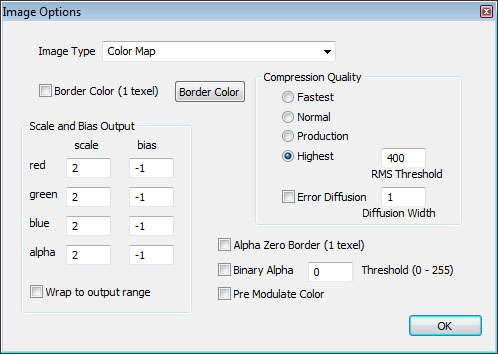 Image Options
Image Type Color Map
Border Color (1 texel) Border Color
Compression Quality
Fastest
Normal
Production
Highest 400
RMS Threshold
Error Diffusion 1
Diffusion Width
Scale and Bias Output
scale bias
red 2 -1
green 2 -1
blue 2 -1
alpha 2 -1
Wrap to output range
Alpha Zero Border (1 texel)
Binary Alpha 0 Threshold (0 - 255)
Pre Modulate Color
OK